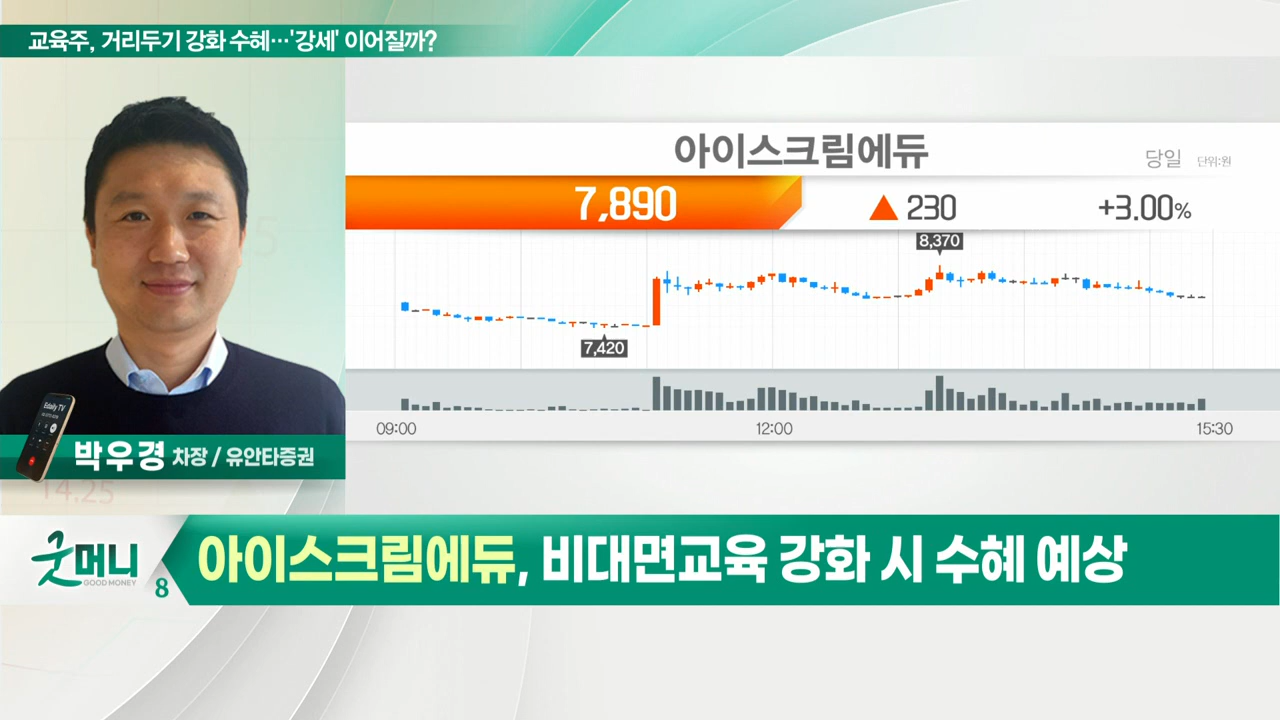 교육주, 거리두기 강화 수혜…'강세' 이어질까?
아이스크림에듀
당일 단위:원
7,890 ▲ 230 +3.00%
8,370
7,420
09:00 12:00 15:30
Edaily TV
박우경 차장 / 유안타증권
14.25
굿머니
GOOD MONEY
8
아이스크림에듀, 비대면교육 강화 시 수혜 예상